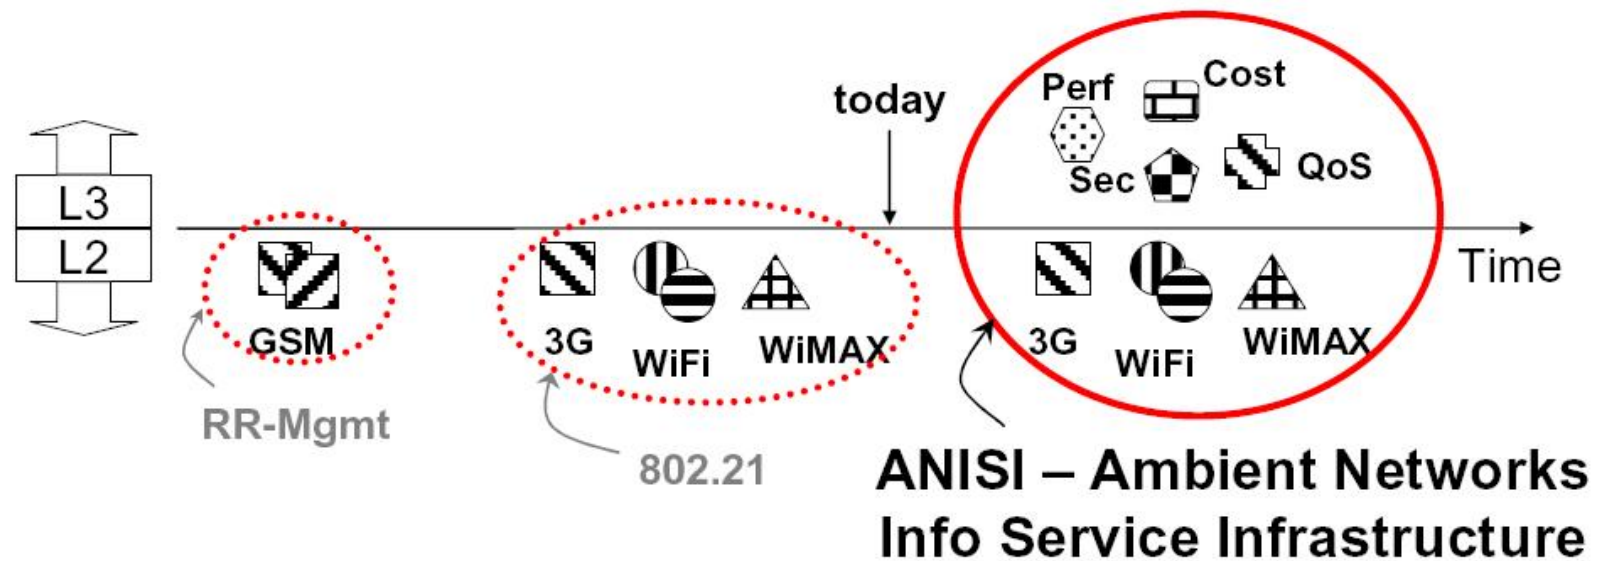 L3
L2
GSM
RR-Mgmt
3G
WiFi
WiMAX
802.21
today
Perf
Cost
Sec
QoS
3G
WiFi
WiMAX
Time
ANISI – Ambient Networks
Info Service Infrastructure